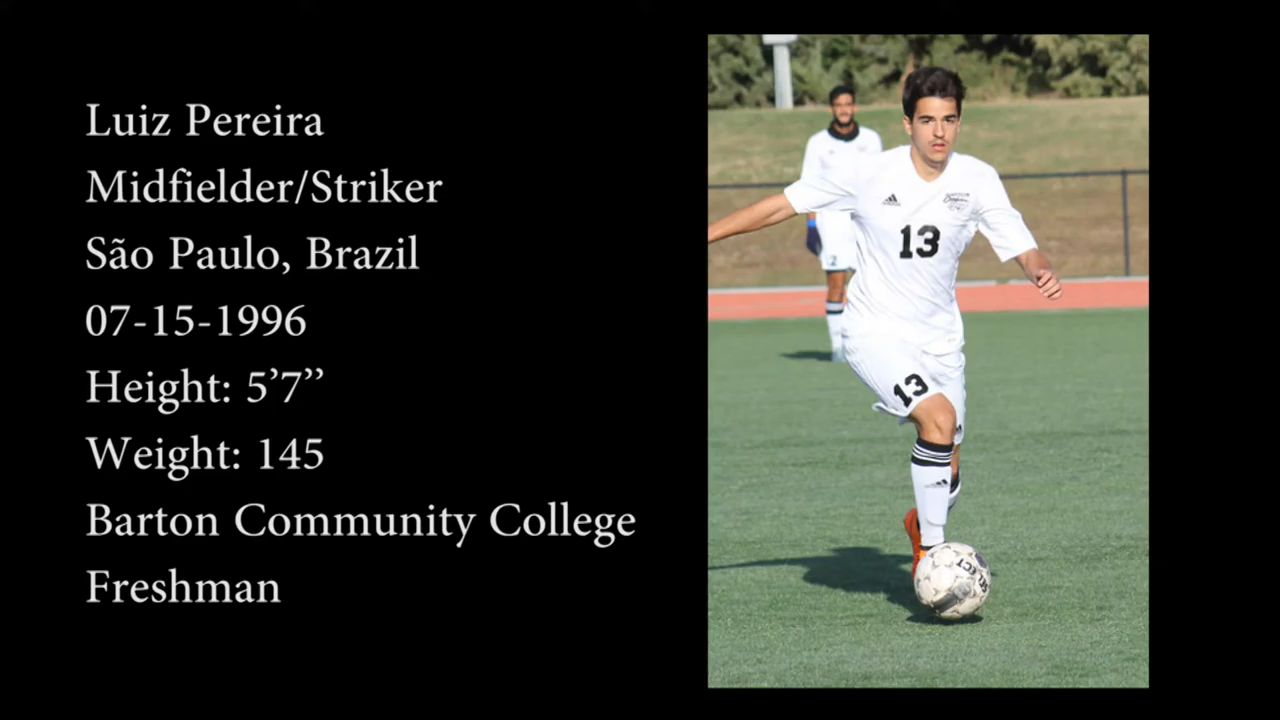 Luiz Pereira
Midfielder/Striker
São Paulo, Brazil
07-15-1996
Height: 5’7’’
Weight: 145
Barton Community College
Freshman
13
13
SELECT